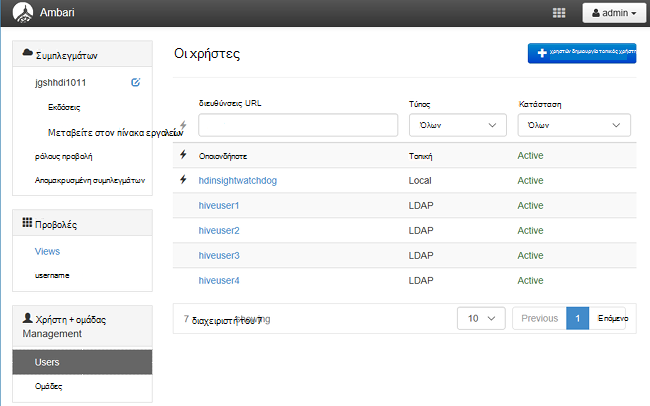 Ambari
admin
Συμπλεγμάτων
jgshhdi1011
Εκδόσεις
Μεταβείτε στον πίνακα εργαλείων
ρόλους προβολή
Απομακρυσμένη συμπλεγμάτων
Προβολές
Views
username
Χρήστη + ομάδας
Management
Users
Ομάδες
Οι χρήστες
χρηστών δημιουργία τοπικός χρήστη
διευθύνσεις URL Τύπος Κατάσταση
Όλων Όλων
Οποιονδήποτε Τοπική Active
hdinsightwatchdog Local Active
hiveuser1 LDAP Active
hiveuser2 LDAP Active
hiveuser3 LDAP Active
hiveuser4 LDAP Active
7 διαχειριστή του 7 10 Previous 1 Επόμενο